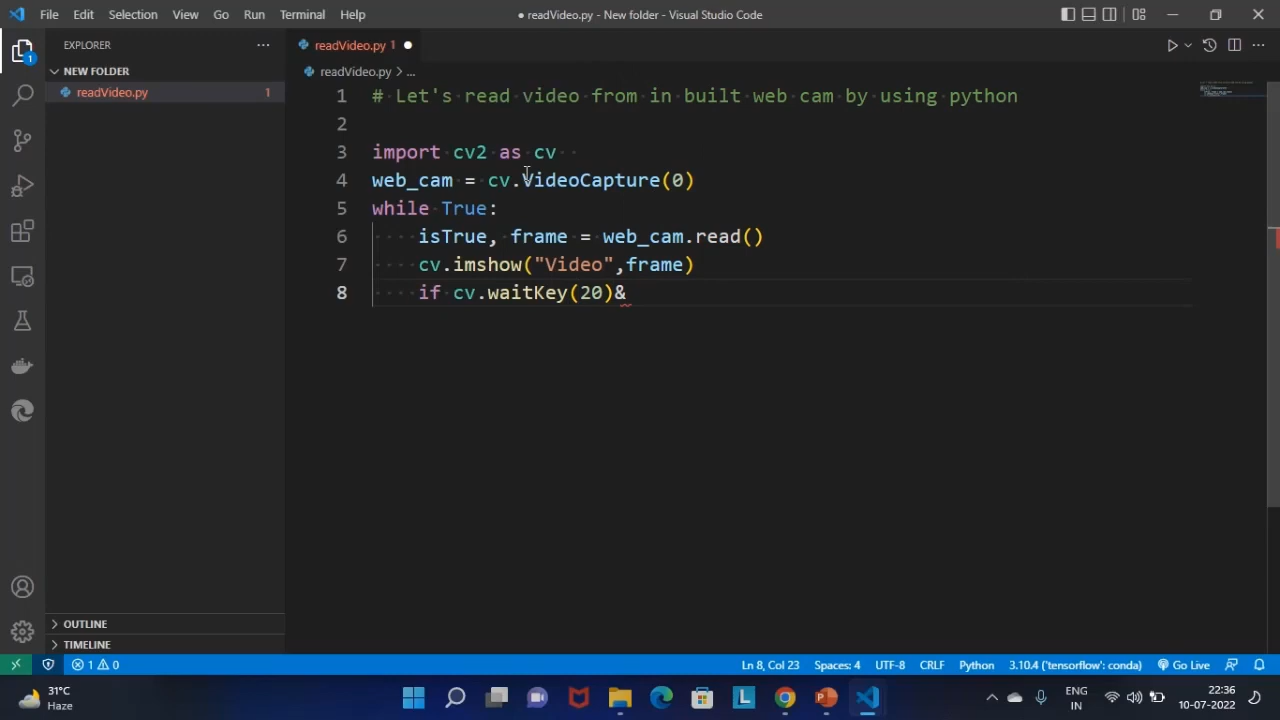 File Edit Selection View Go Run Terminal Help
● readVideo.py - New folder - Visual Studio Code
EXPLORER
readVideo.py 1
1
NEW FOLDER
readVideo.py > ...
readVideo.py 1
1 # Let's read video from in built web cam by using python
2
3 import cv2 as cv
4 web_cam = cv.VideoCapture(0)
5 while True:
6 isTrue, frame = web_cam.read()
7 cv.imshow("Video",frame)
8 if cv.waitKey(20)&
OUTLINE
TIMELINE
1 0
Ln 8, Col 23 Spaces: 4 UTF-8 CRLF Python 3.10.4 ('tensorflow': conda) Go Live
31°C
Haze
L
ENG
IN
22:36
10-07-2022